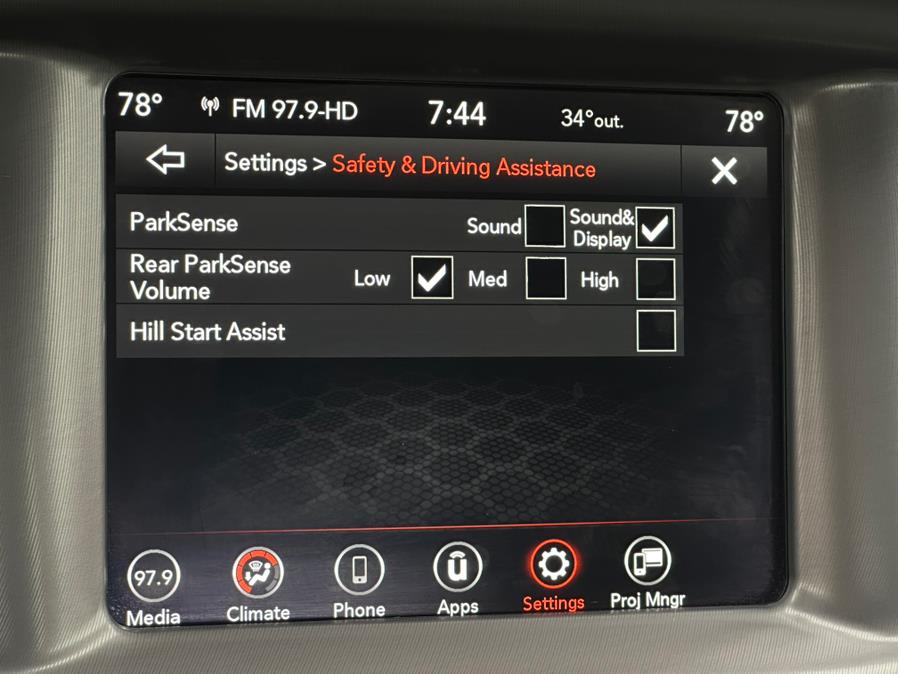 78° FM 97.9-HD 7:44 34°out. 78°
Settings > Safety & Driving Assistance
ParkSense Sound Sound&
Display
Rear ParkSense
Volume Low Med High
Hill Start Assist
97.9
Media Climate Phone Apps Settings Proj Mngr